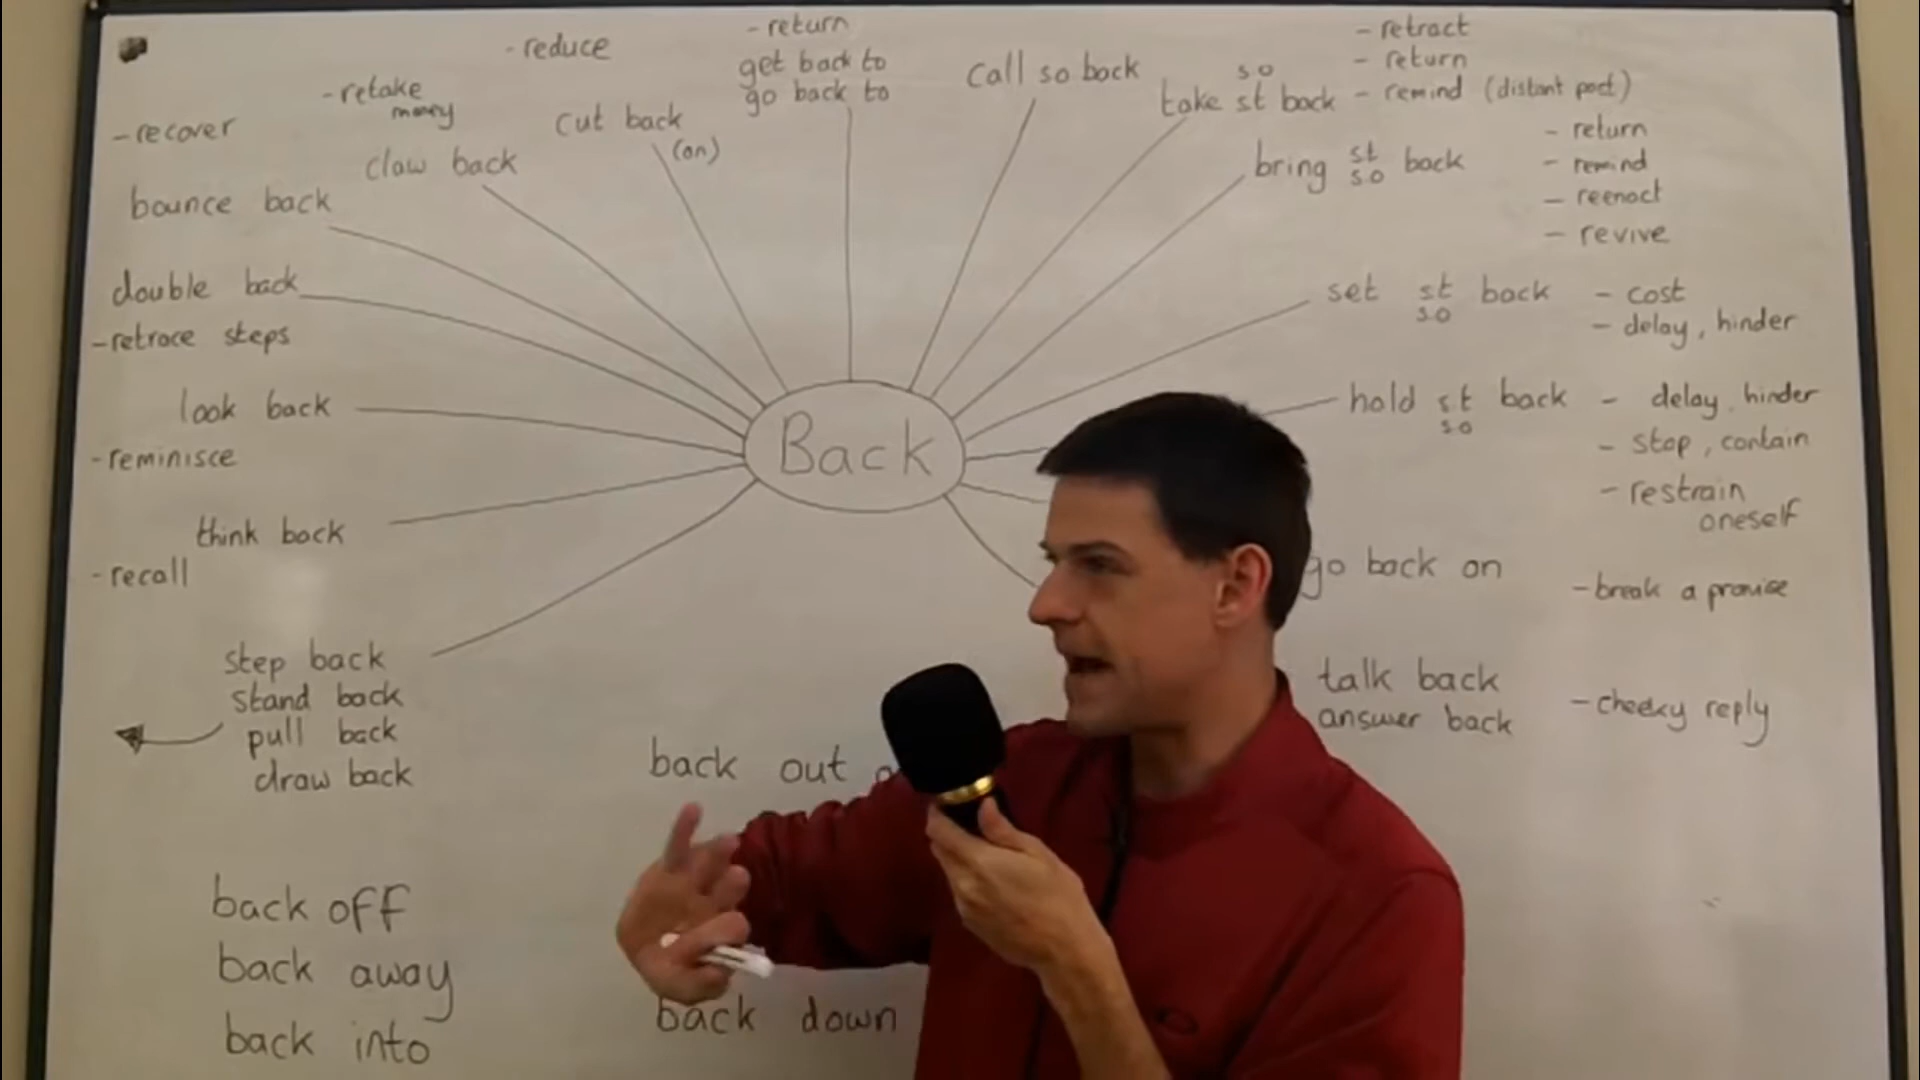 - recover
bounce back
- retake
money
claw back
- reduce
cut back
(on)
- return
get back to
go back to
call so back
so
take st back
- retract
- return
- remind (distant past)
bring st back
so
- return
- remind
- reenact
- revive
set st back
so
- cost
- delay, hinder
hold st back
so
- delay, hinder
- stop, contain
- restrain
oneself
go back on
- break a promise
talk back
answer back
- cheeky reply
Back
double back
- retrace steps
look back
- reminisce
think back
- recall
step back
stand back
pull back
draw back
back off
back away
back into
back out
back down